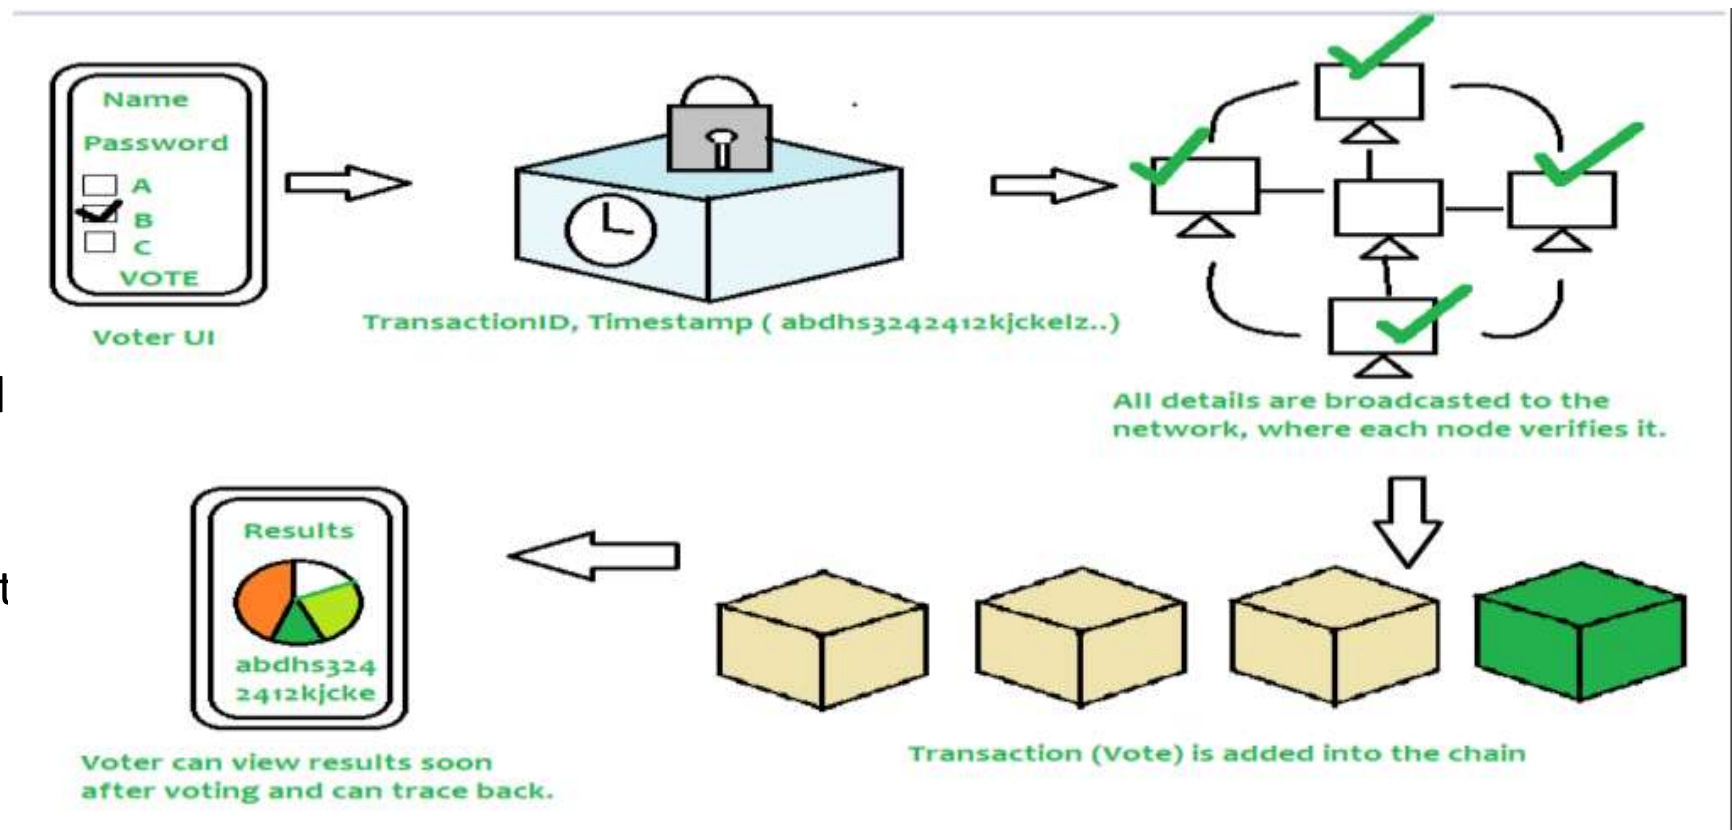 Name
Password
A
B
C
VOTE
Voter UI
TransactionID, Timestamp ( abdhs3242412kjckelz..)
All details are broadcasted to the
network, where each node verifies it.
Results
abdhs324
2412kjcke
Voter can view results soon
after voting and can trace back.
Transaction (Vote) is added into the chain